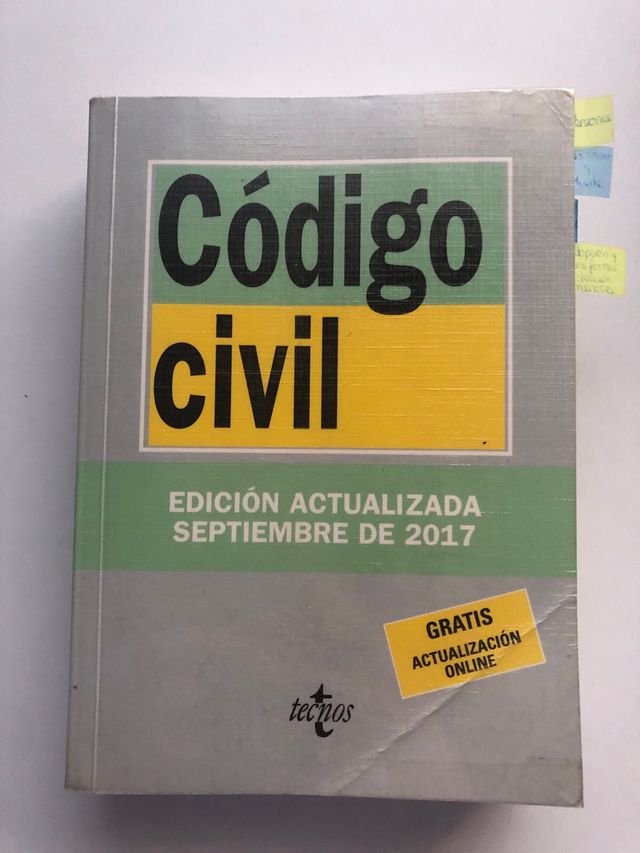 Código
civil
EDICIÓN ACTUALIZADA
SEPTIEMBRE DE 2017
GRATIS
ACTUALIZACIÓN
ONLINE
tecnos